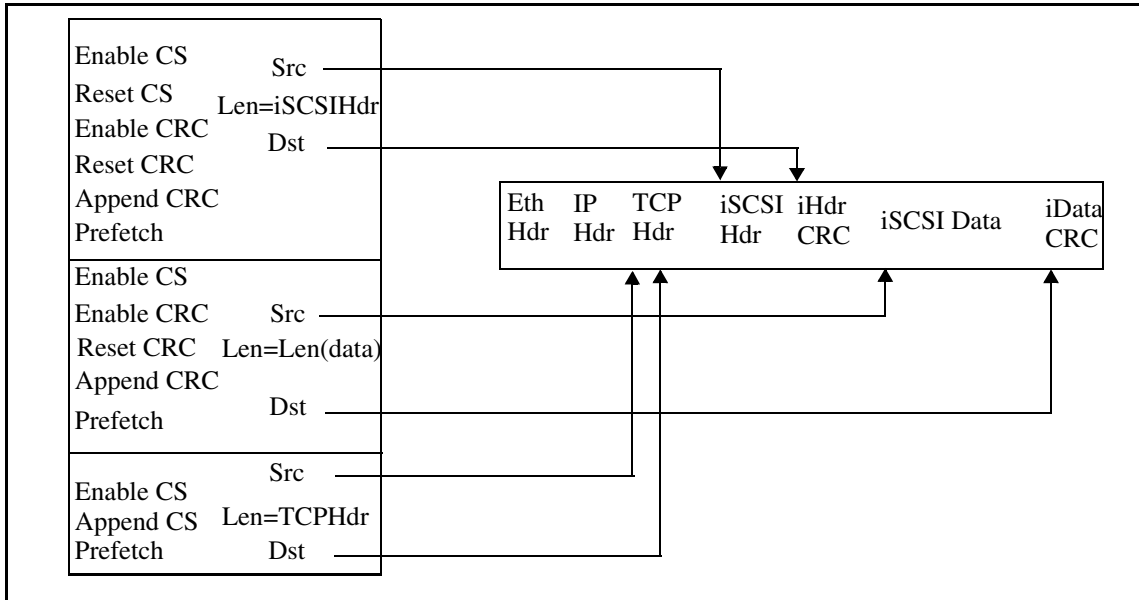 Enable CS
Src
Reset CS
Len=iSCSIHdr
Enable CRC
Dst
Reset CRC
Append CRC
Prefetch
Enable CS
Enable CRC
Src
Reset CRC
Len=Len(data)
Append CRC
Dst
Prefetch
Src
Enable CS
Append CS
Len=TCPHdr
Prefetch
Dst
Eth
Hdr
IP
Hdr
TCP
Hdr
iSCSI
Hdr
iHdr
CRC
iSCSI Data
iData
CRC